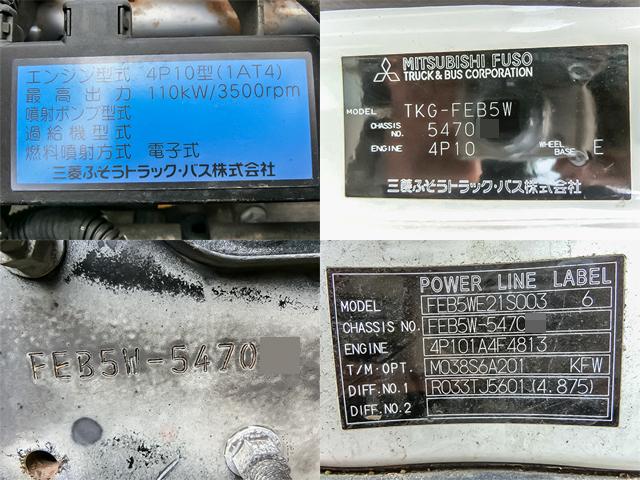 エンジン型式 4P10型(1AT4)
最高出力 110kW/3500rpm
噴射ポンプ型式
過給機型式
燃料噴射方式 電子式
三菱ふそうトラック・バス株式会社
MITSUBISHI FUSO
TRUCK & BUS CORPORATION
MODEL TKG-FEB5W
CHASSIS NO. 5470
ENGINE 4P10 WHEEL BASE E
三菱ふそうトラック・バス株式会社
FEB5W-5470
POWER LINE LABEL
MODEL FEB5WE21S003 6
CHASSIS NO. FEB5W-5470
ENGINE 4P101A4F4813
T/M・OPT. M038S6A201 KFW
DIFF.NO.1 R033TJ5601(4.875)
DIFF.NO.2